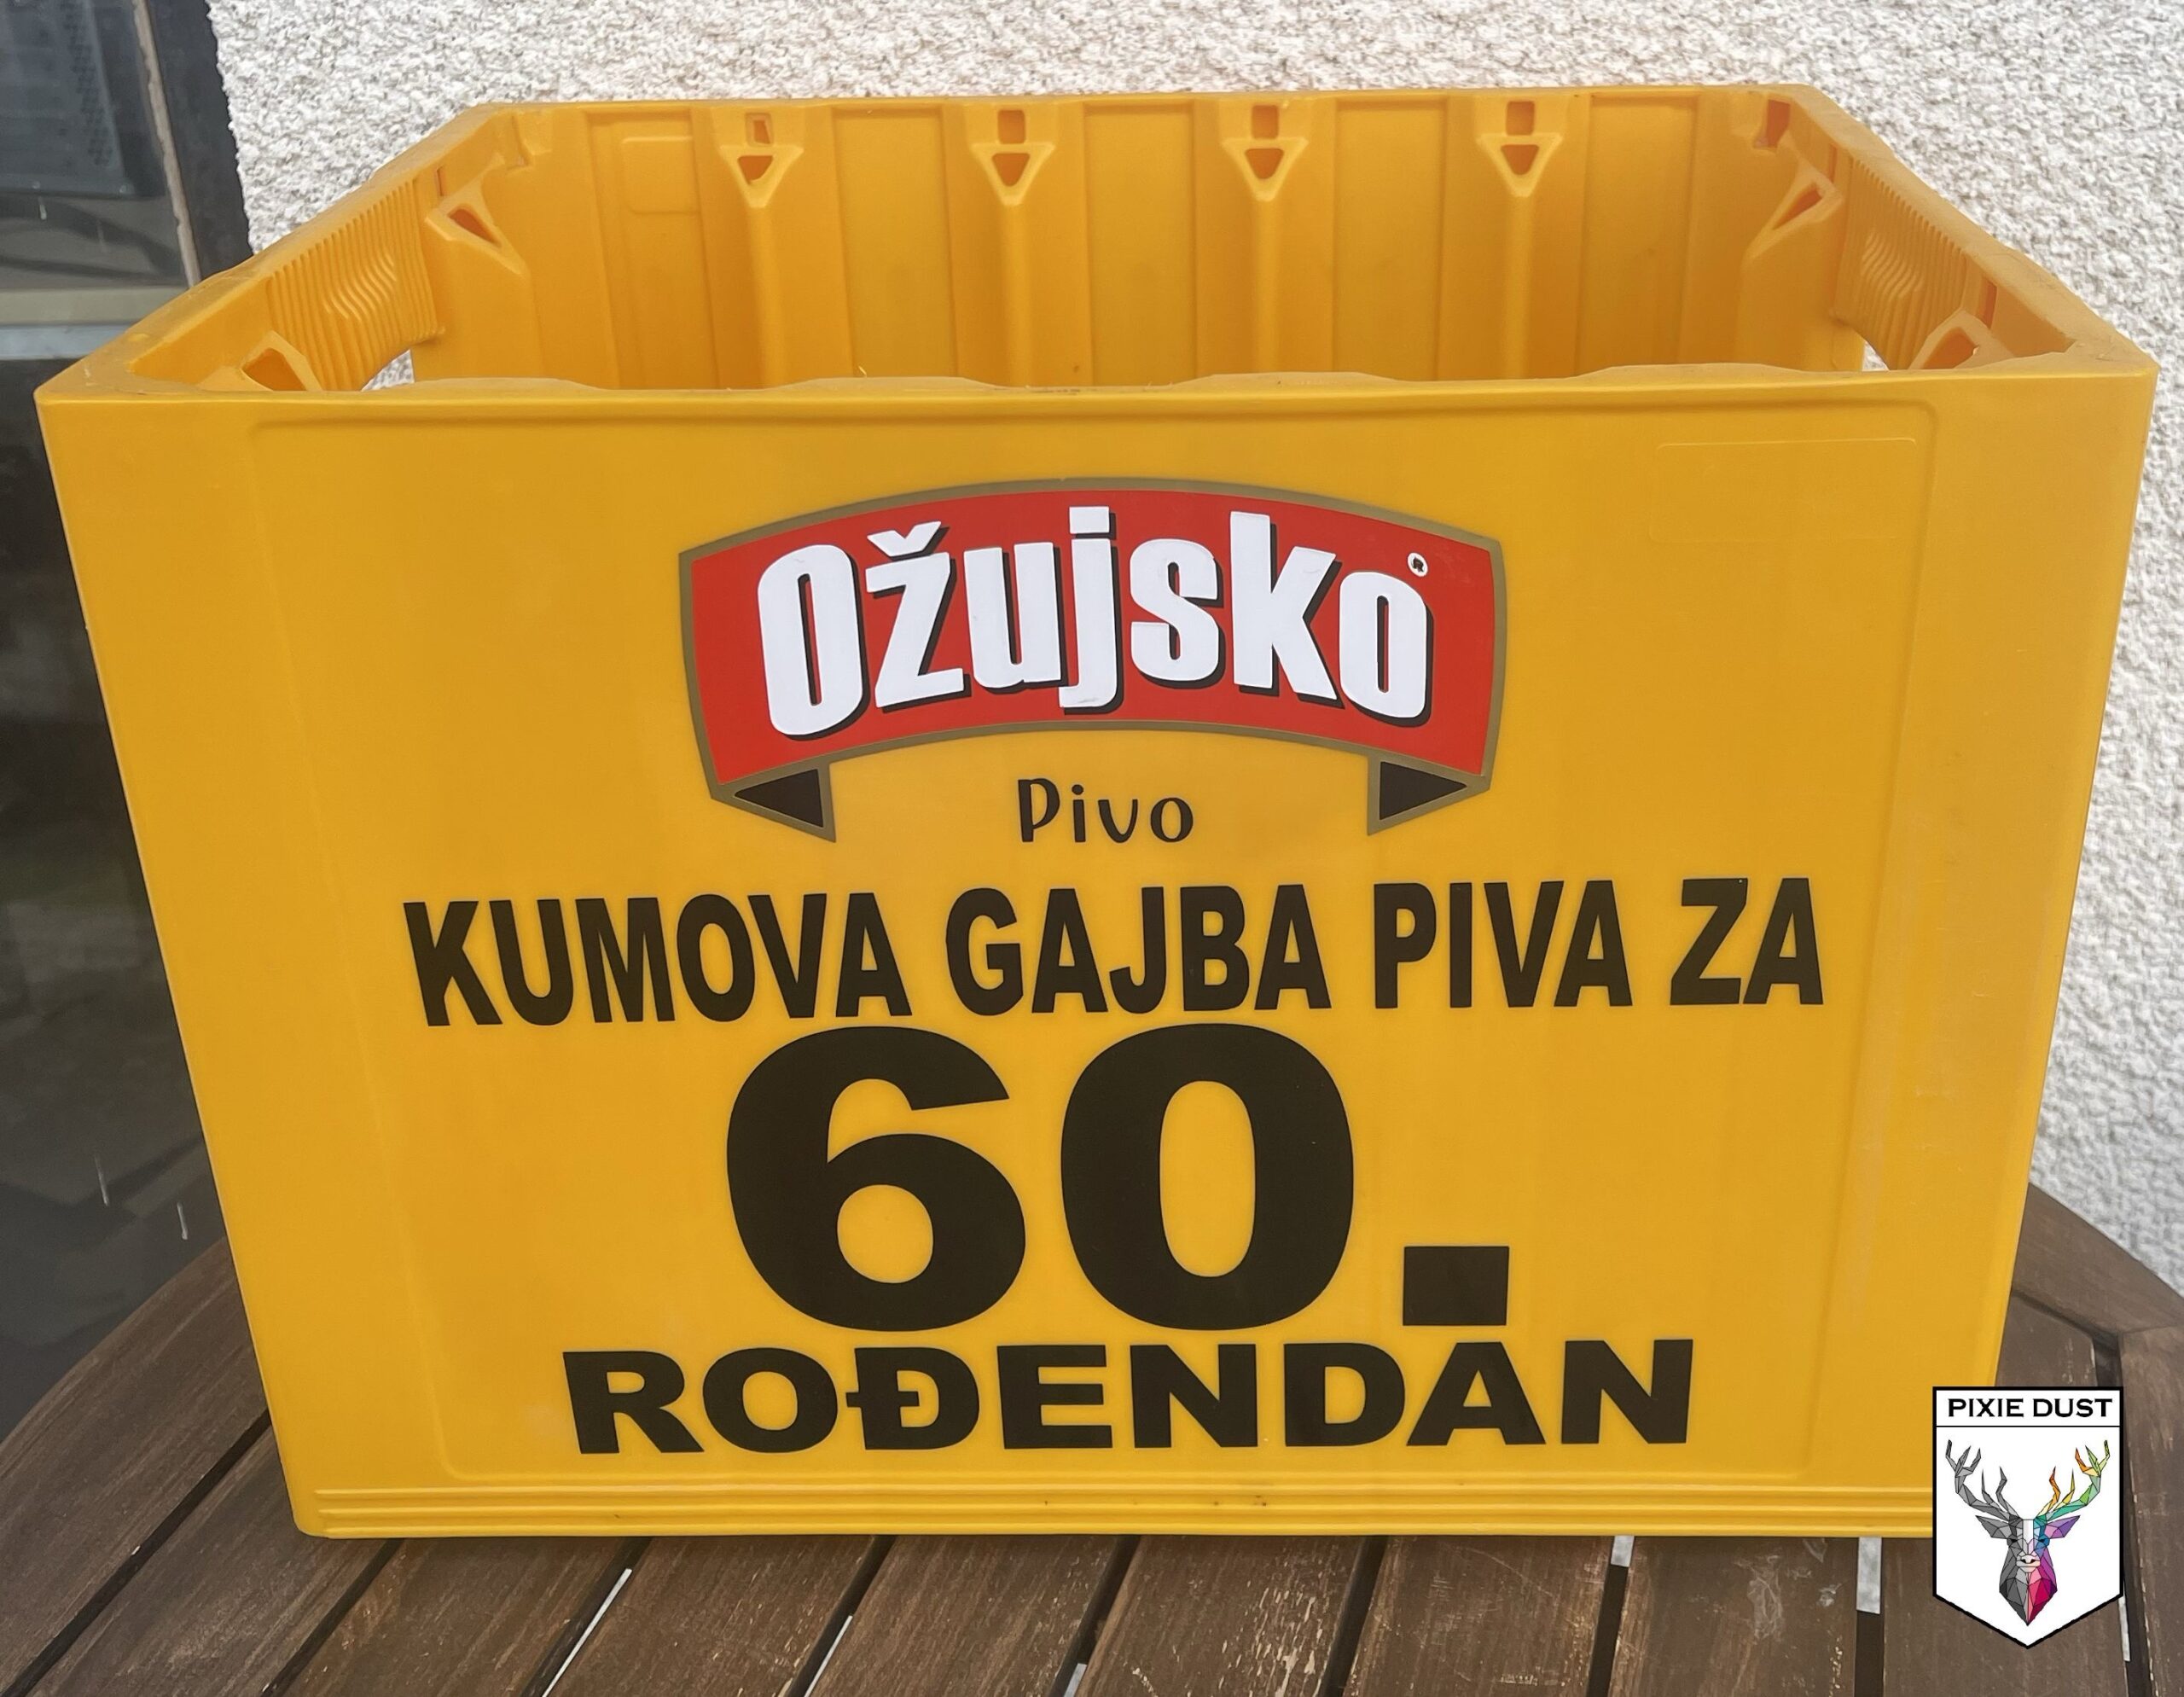 Ožujsko®
Pivo
KUMOVA GAJBA PIVA ZA
60.
ROĐENDAN
PIXIE DUST